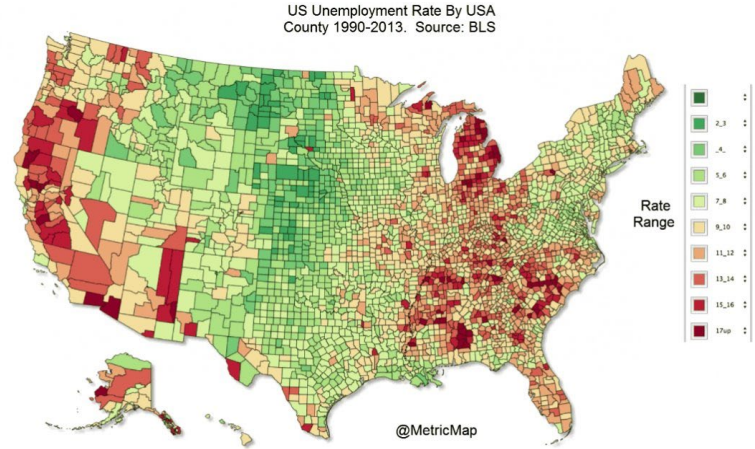 US Unemployment Rate By USA
County 1990-2013.  Source: BLS
2_3
_4_
5_6
7_8
Rate
Range
9_10
11_12
13_14
15_16
17up
@MetricMap